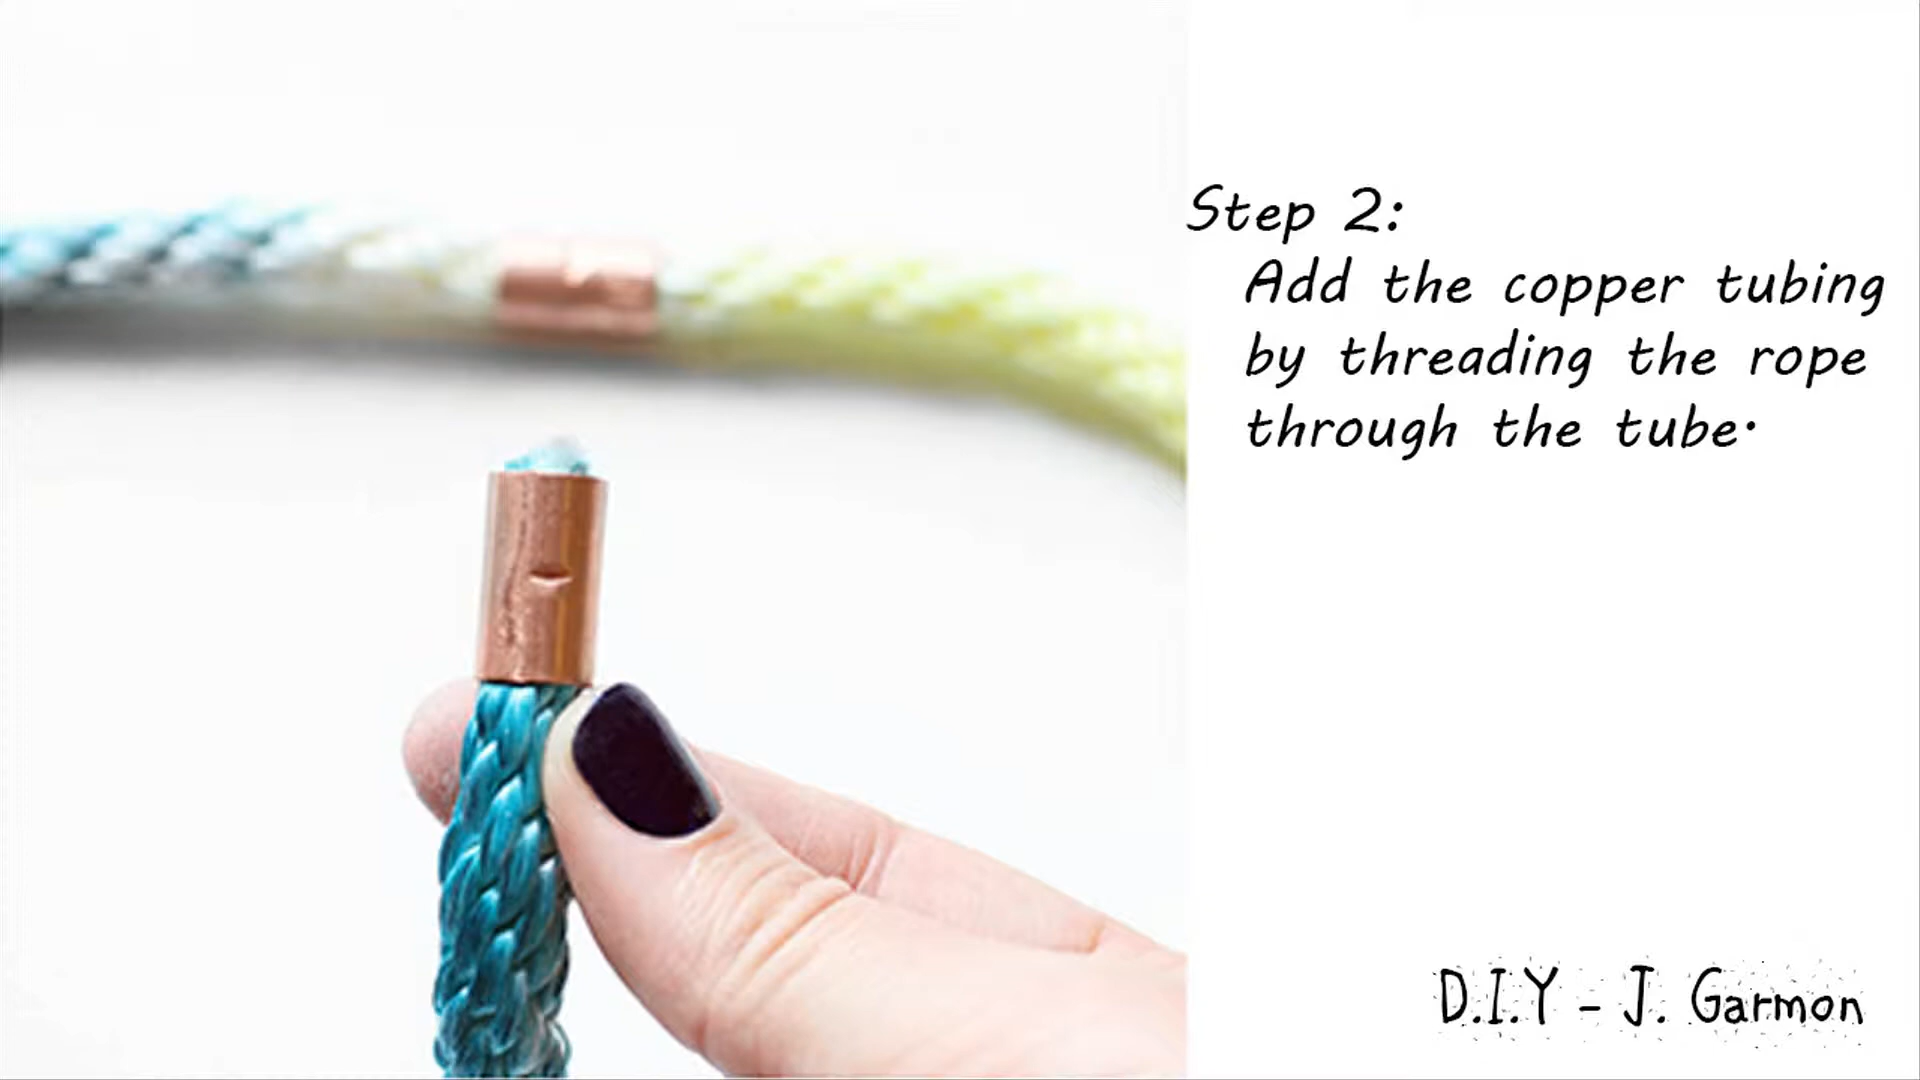 Step 2:
Add the copper tubing
by threading the rope
through the tube.
D.I.Y - J. Garmon